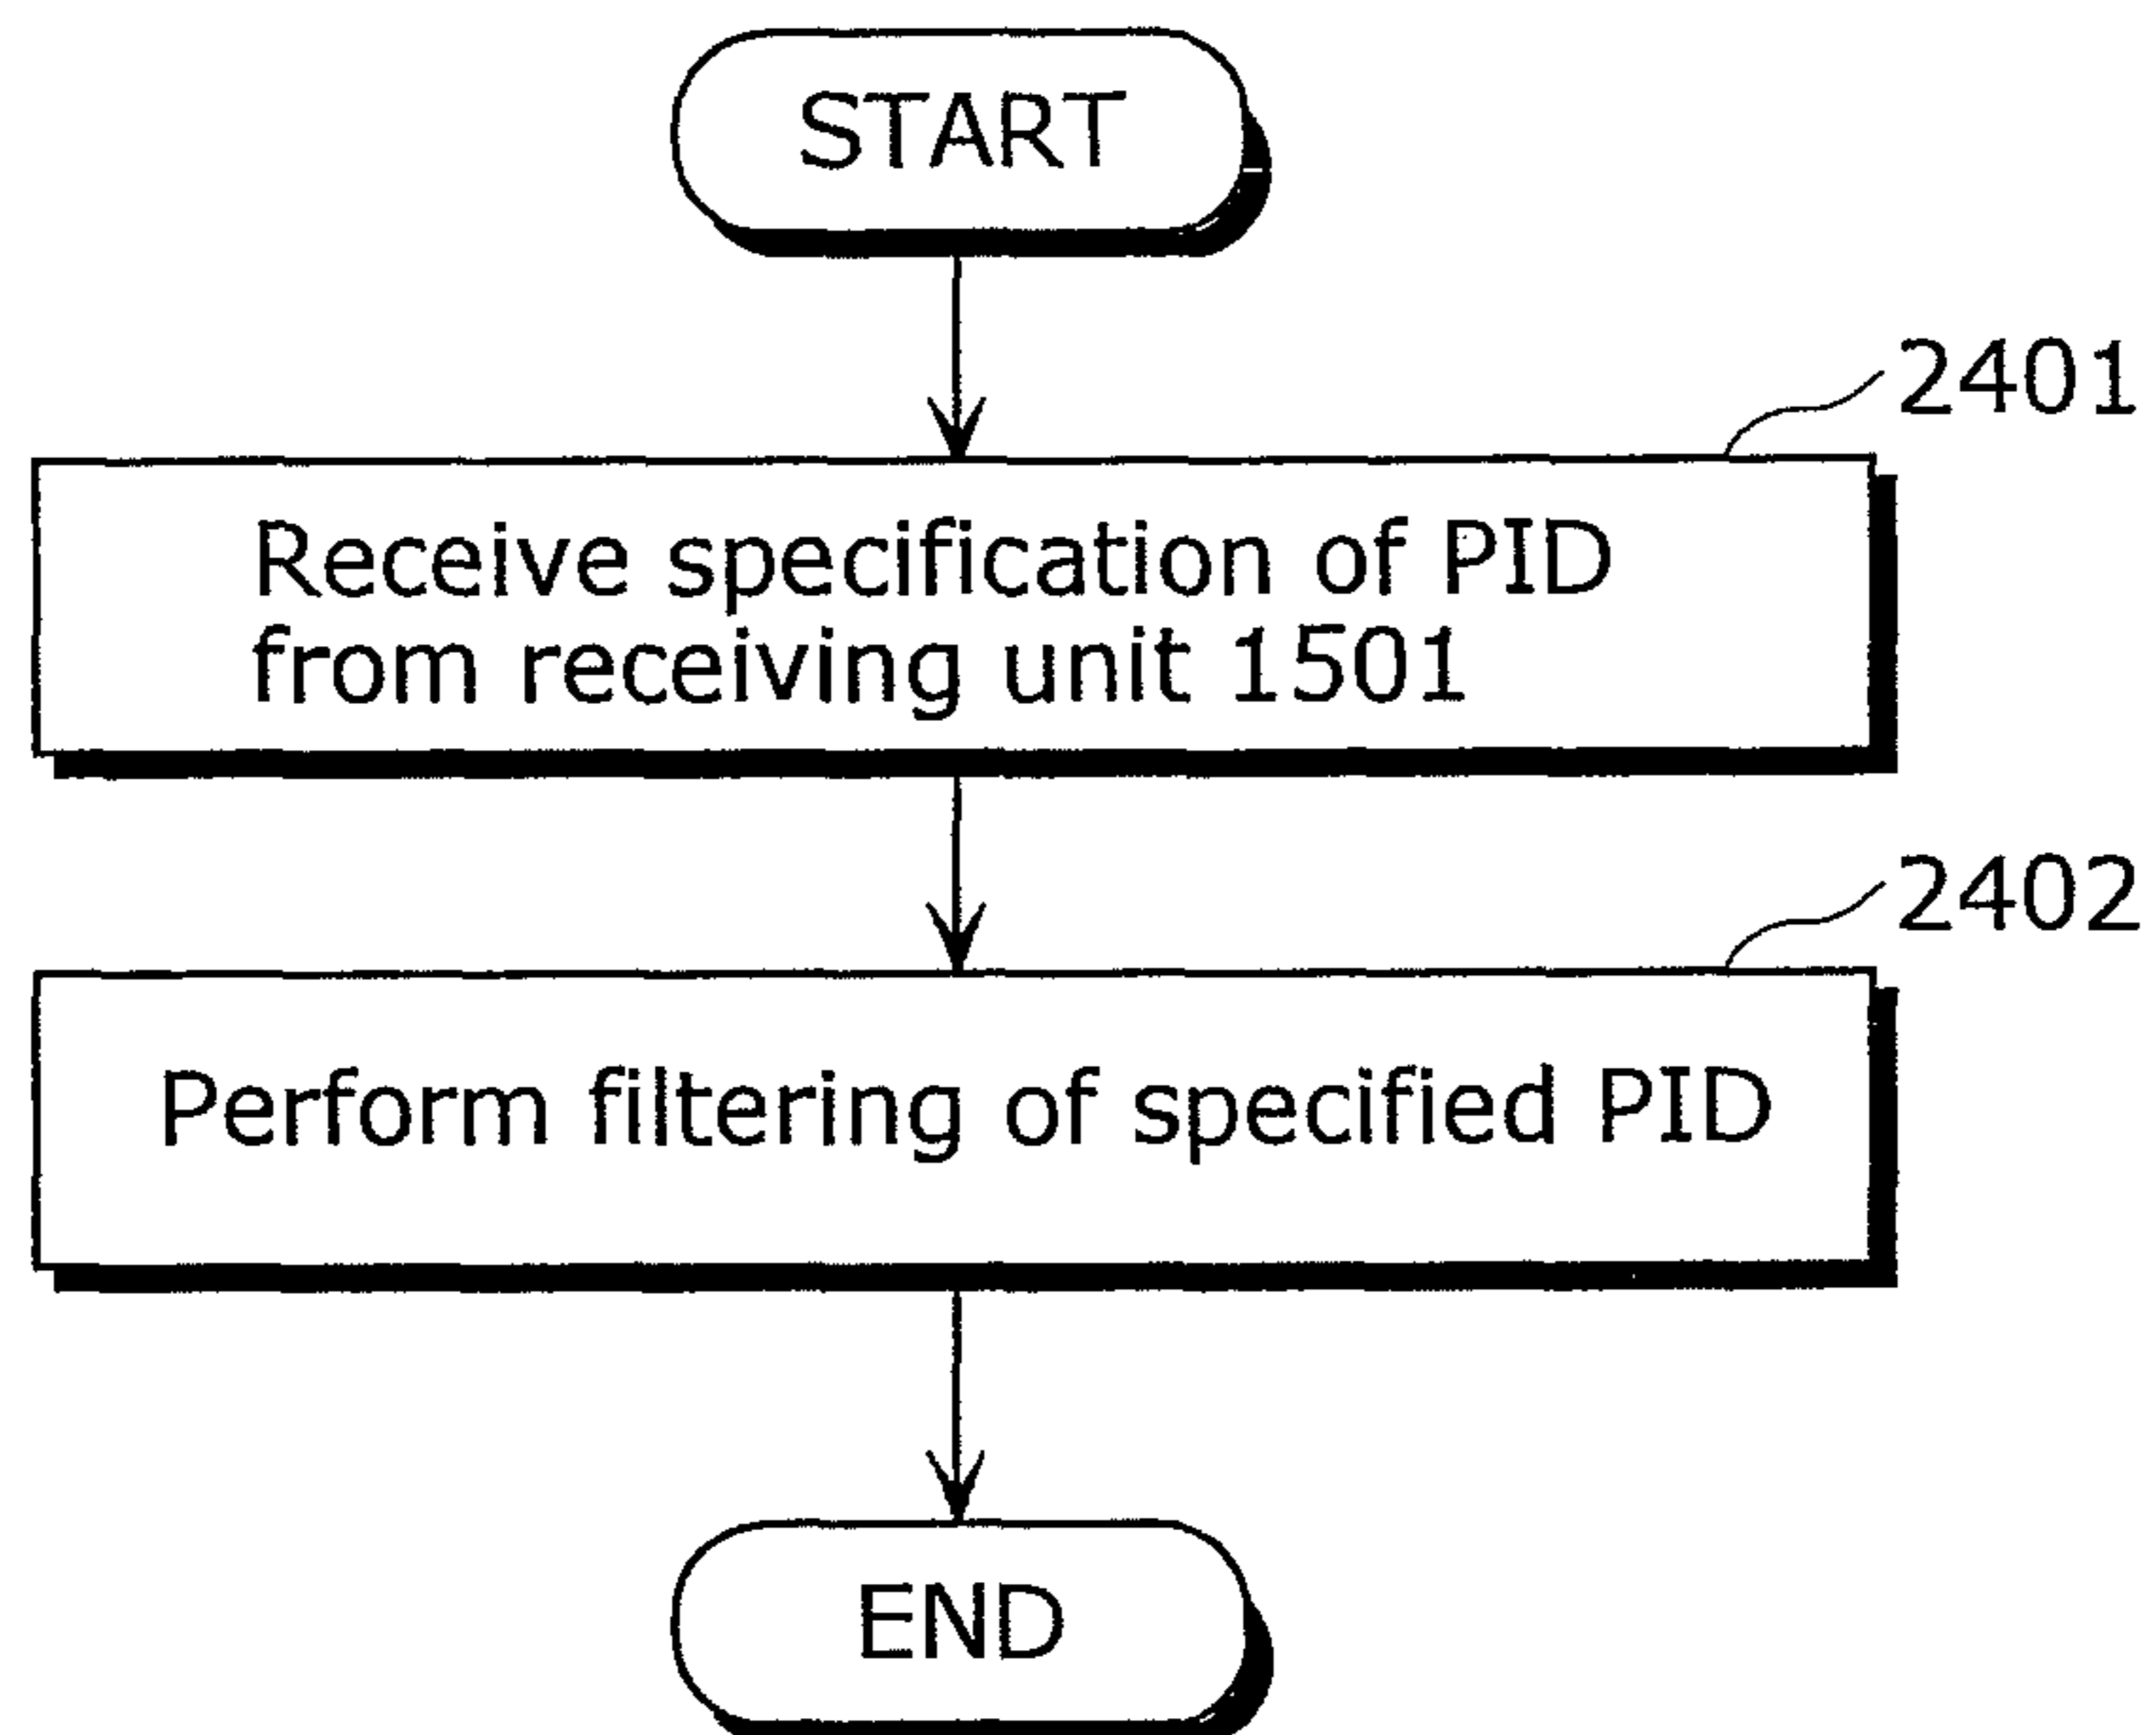 START
2401
Receive specification of PID
from receiving unit 1501
2402
Perform filtering of specified PID
END